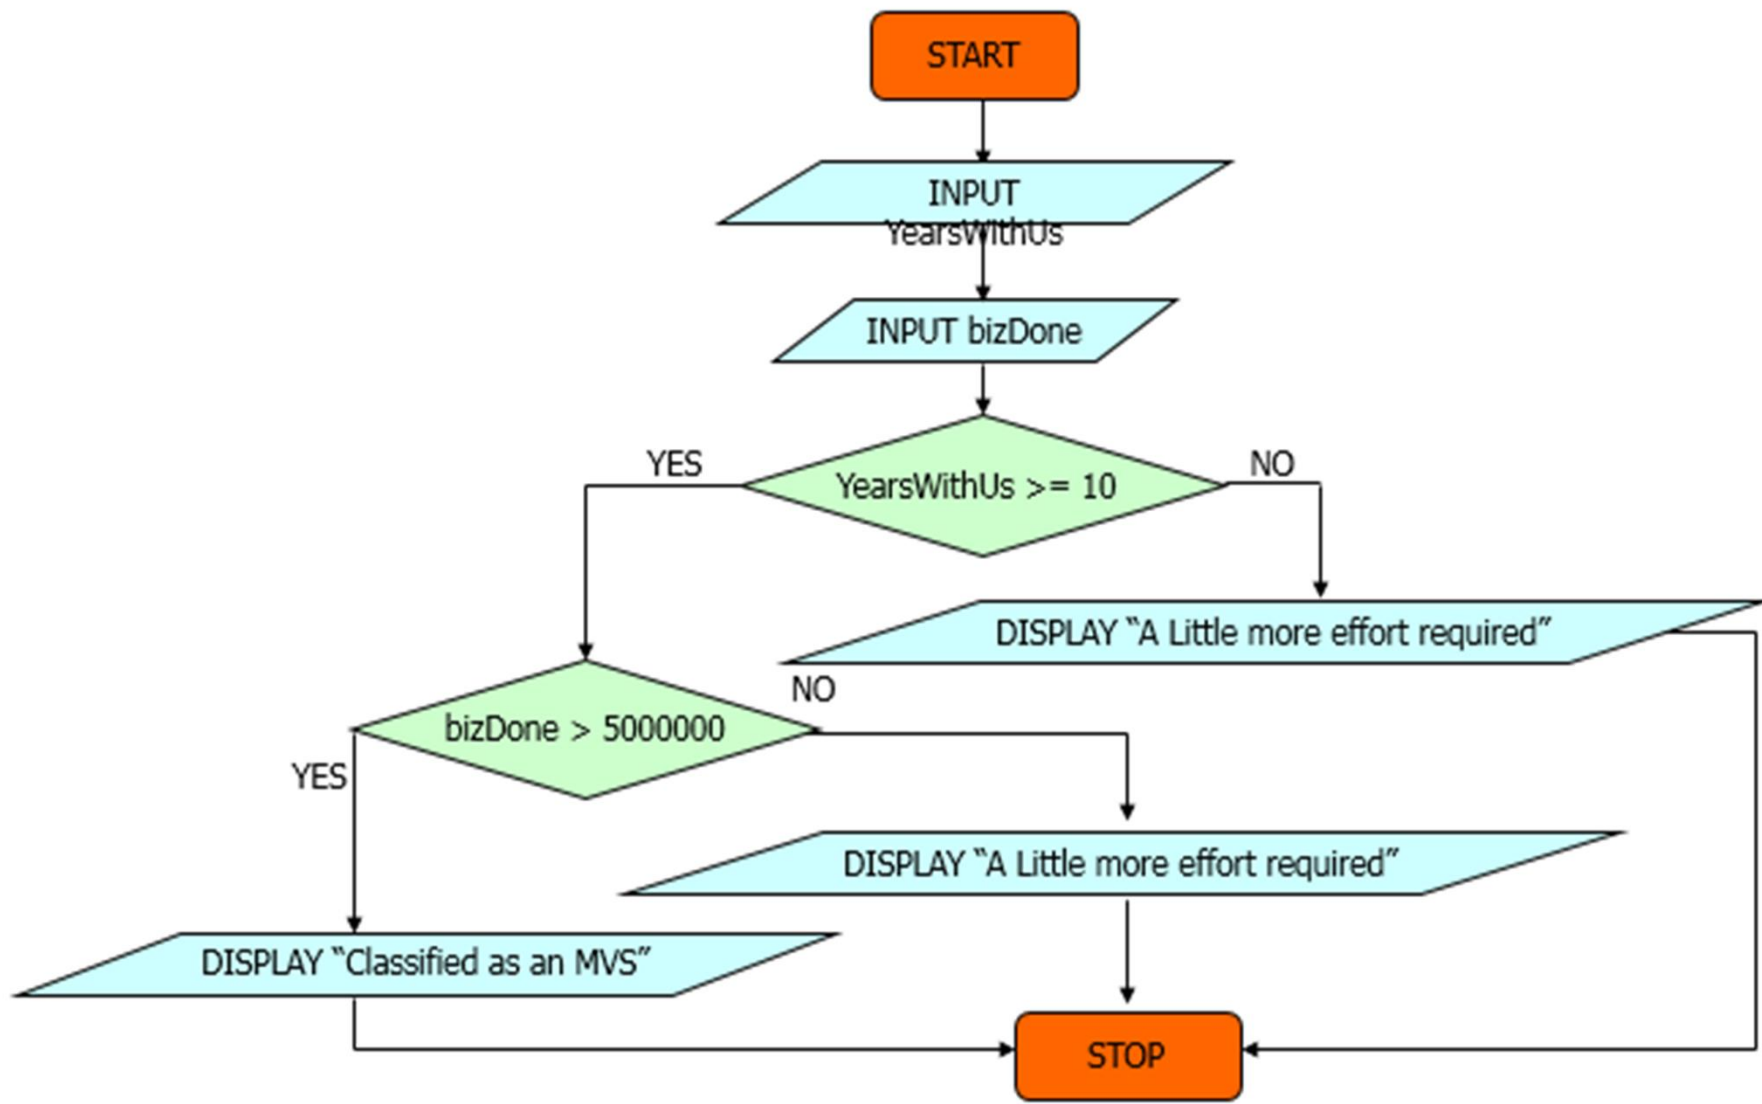 START
INPUT
YearsWithUs
INPUT bizDone
YES
NO
YearsWithUs >= 10
DISPLAY “A Little more effort required”
NO
bizDone > 5000000
YES
DISPLAY “A Little more effort required”
DISPLAY “Classified as an MVS”
STOP